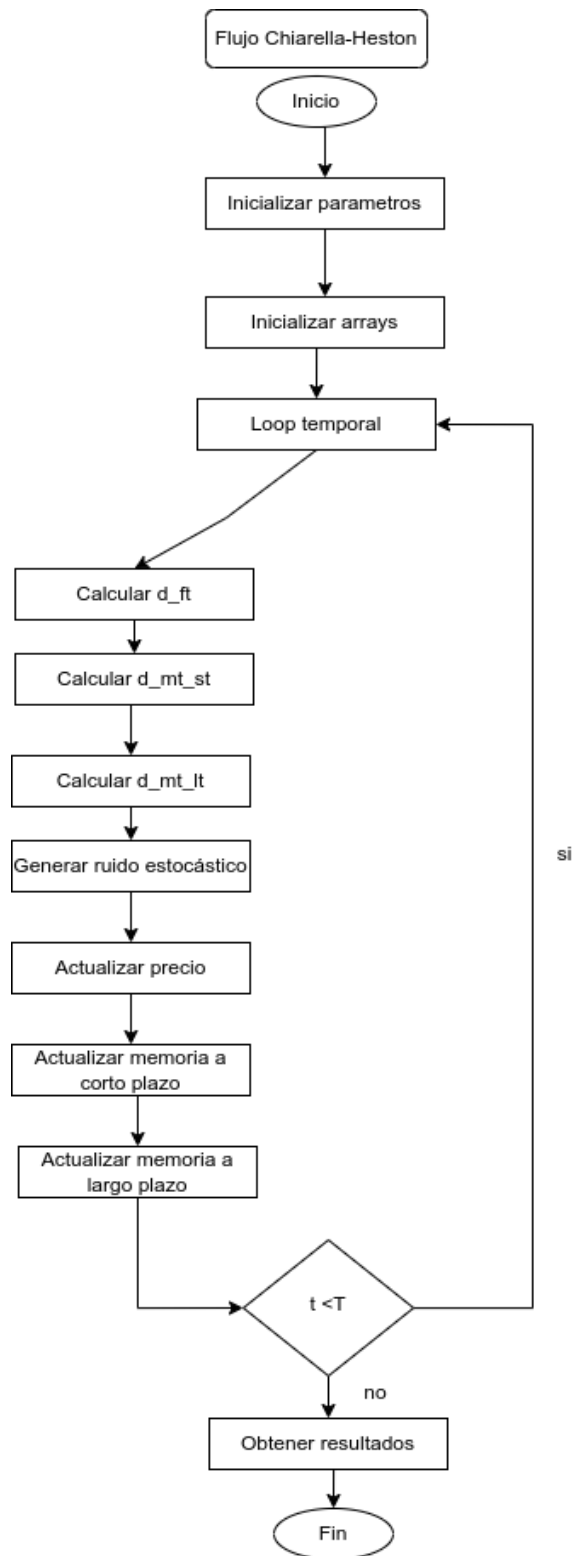 Flujo Chiarella-Heston
Inicio
Inicializar parametros
Inicializar arrays
Loop temporal
Calcular d_ft
Calcular d_mt_st
Calcular d_mt_lt
Generar ruido estocástico
si
Actualizar precio
Actualizar memoria a
corto plazo
Actualizar memoria a
largo plazo
t <T
no
Obtener resultados
Fin